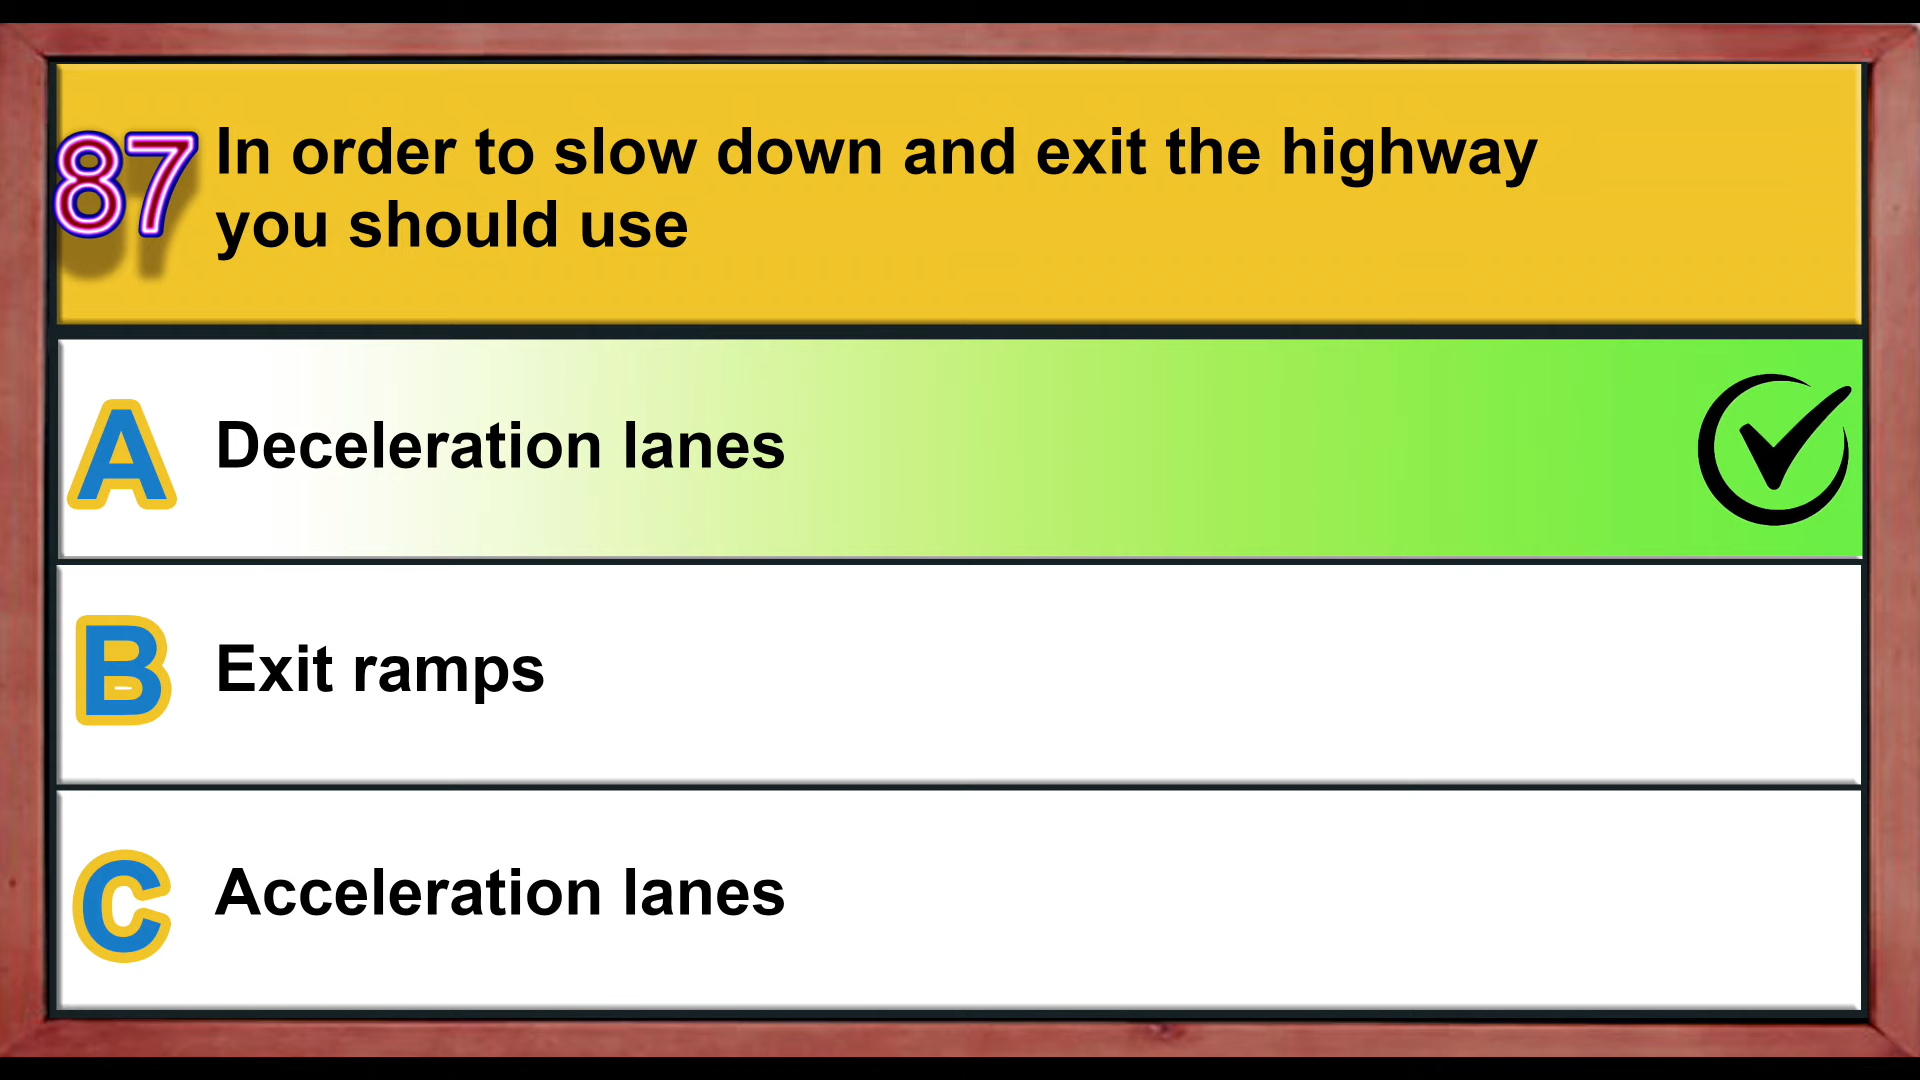 87 In order to slow down and exit the highway
you should use
A Deceleration lanes
B Exit ramps
C Acceleration lanes